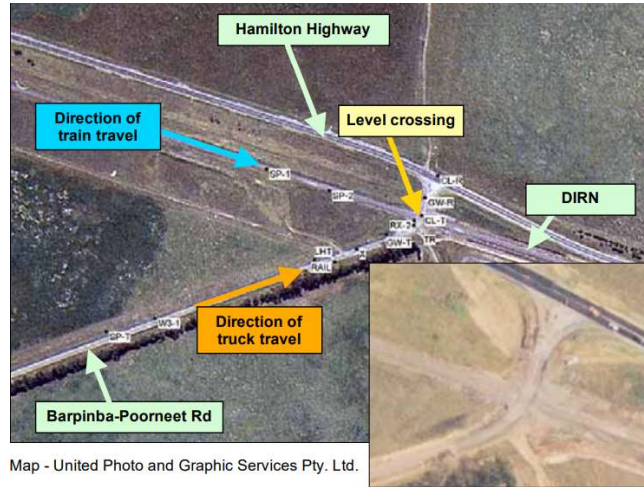 Hamilton Highway
Direction of
train travel
Level crossing
SP-1
CL-R
SP-2
GW-R
DIRN
CL-T
RX-2
GW-T
TR
LHT
X
RAIL
Direction of
truck travel
W3-1
SP-T
Barpinba-Poorneet Rd
Map - United Photo and Graphic Services Pty. Ltd.